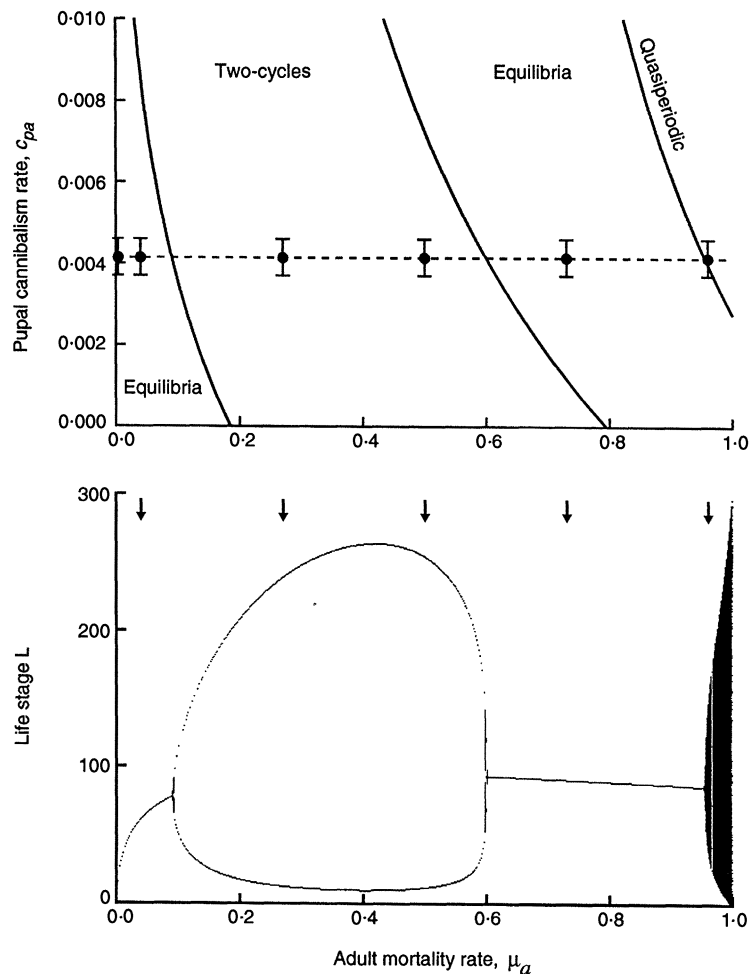 0·010
0·008
0·006
0·004
0·002
0·000
Pupal cannibalism rate, c_pa
Two-cycles
Equilibria
Quasiperiodic
Equilibria
0·0 0·2 0·4 0·6 0·8 1·0
300
200
100
0
Life stage L
0·0 0·2 0·4 0·6 0·8 1·0
Adult mortality rate, μ_a